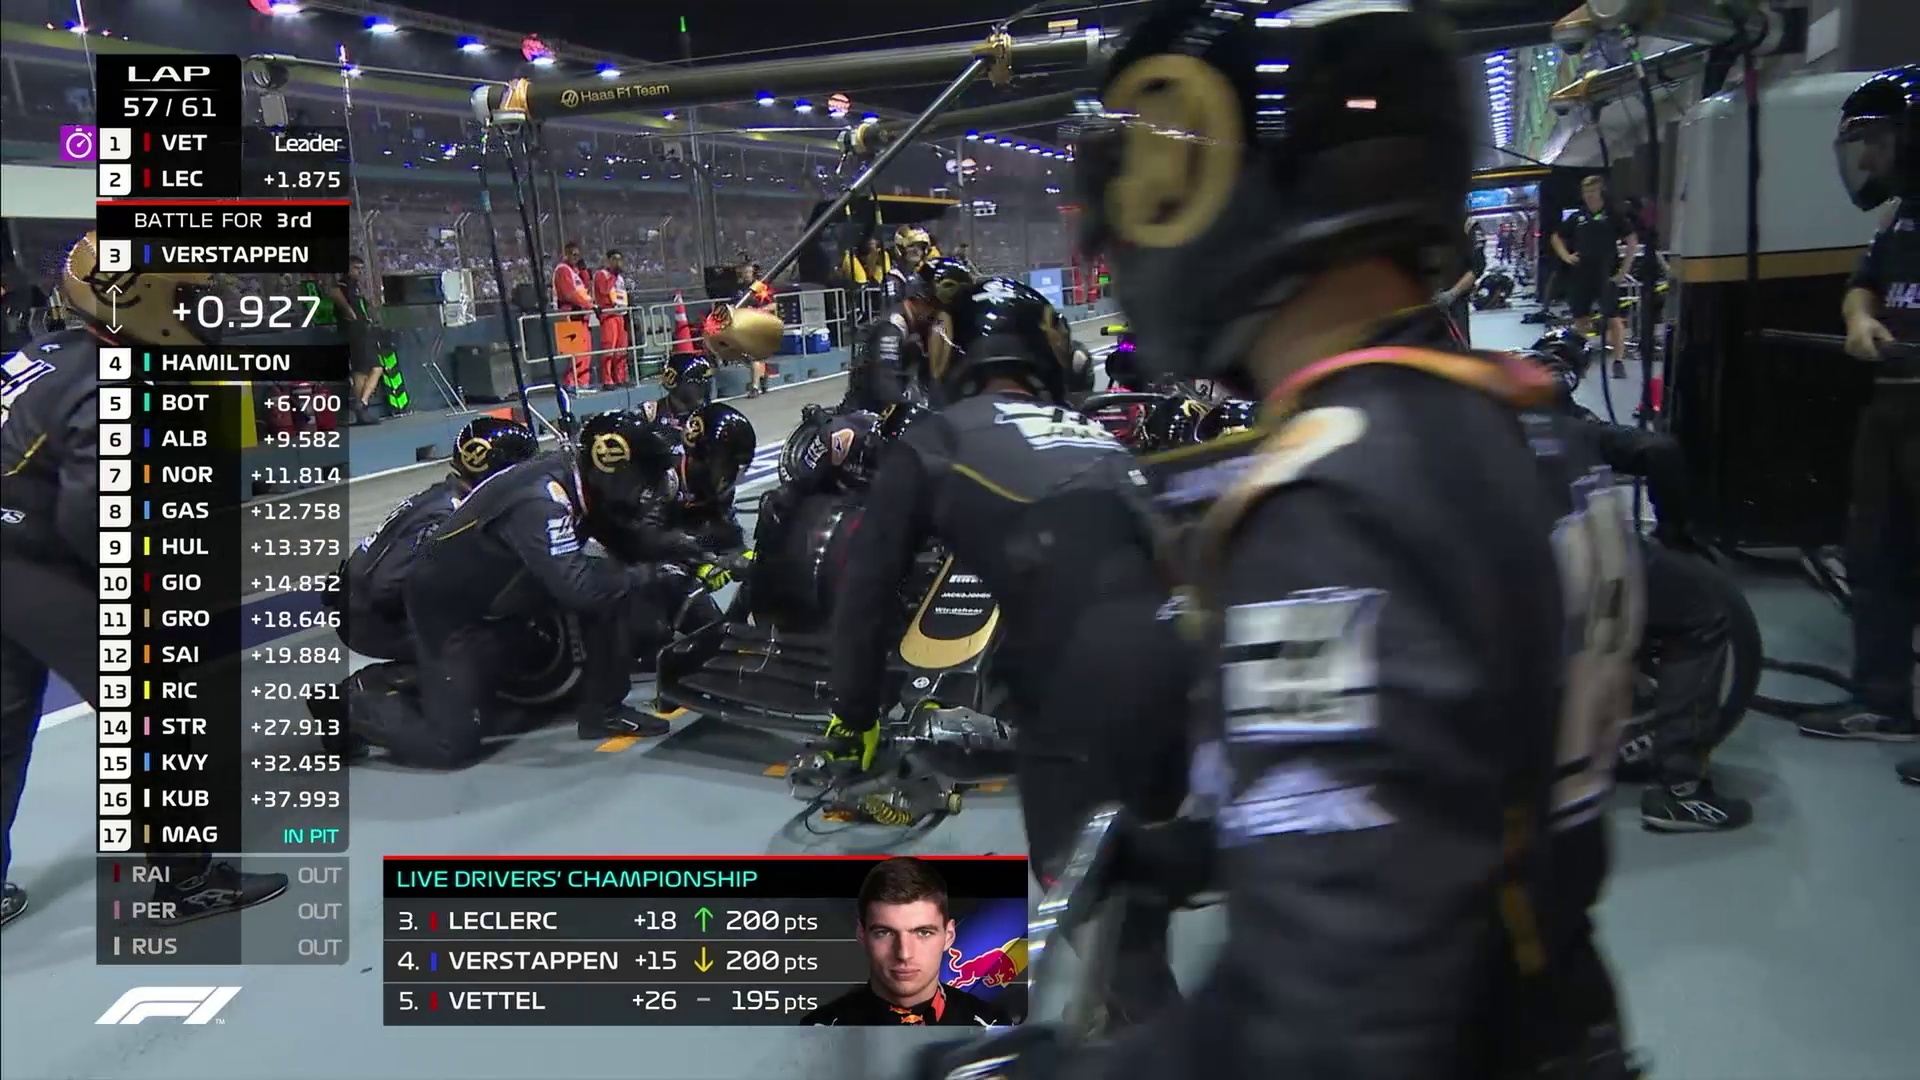 LAP
57 / 61
1 VET Leader
2 LEC +1.875
BATTLE FOR 3rd
3 VERSTAPPEN
+0.927
4 HAMILTON
5 BOT +6.700
6 ALB +9.582
7 NOR +11.814
8 GAS +12.758
9 HUL +13.373
10 GIO +14.852
11 GRO +18.646
12 SAI +19.884
13 RIC +20.451
14 STR +27.913
15 KVY +32.455
16 KUB +37.993
17 MAG IN PIT
RAI OUT
PER OUT
RUS OUT
F1
Haas F1 Team
JACK&JONES
Windshear
LIVE DRIVERS' CHAMPIONSHIP
3. LECLERC +18 ↑ 200 pts
4. VERSTAPPEN +15 ↓ 200 pts
5. VETTEL +26 - 195 pts